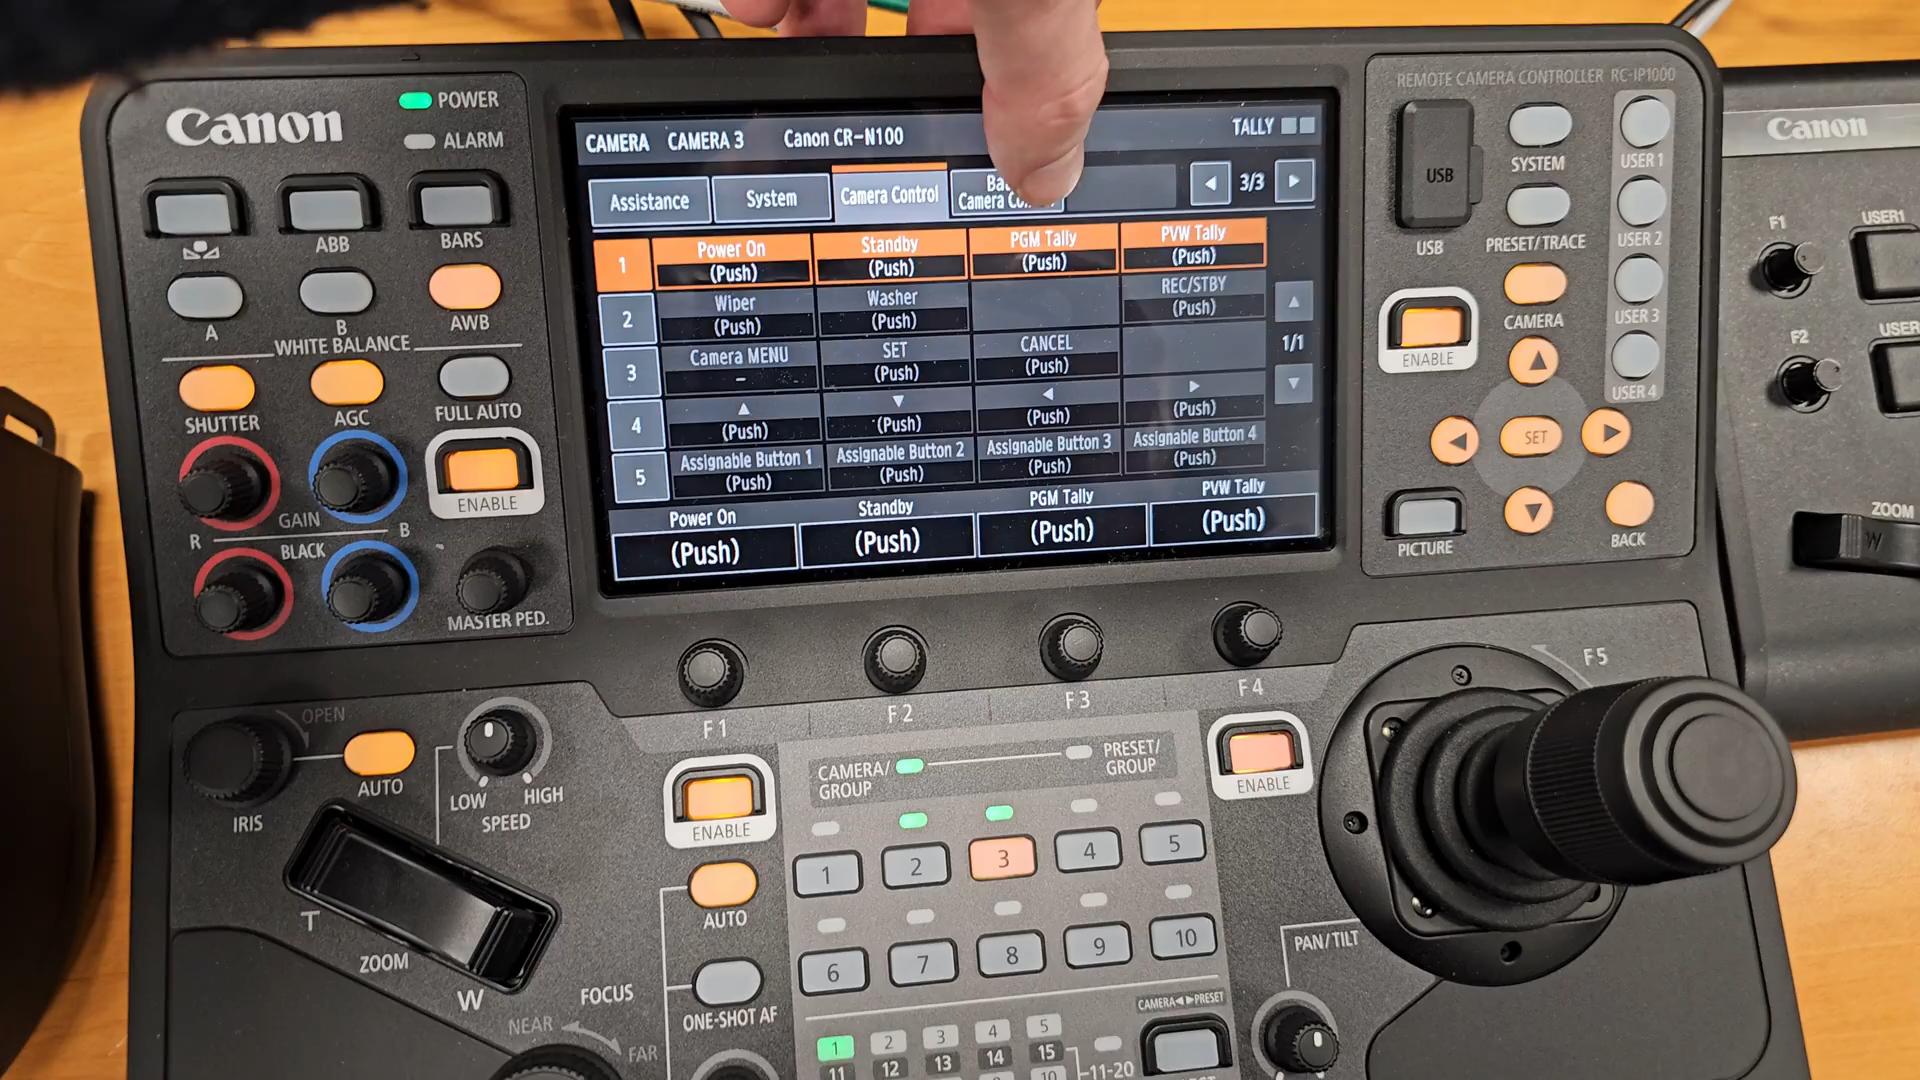 Canon
POWER
ALARM
ABB
BARS
A
B
AWB
WHITE BALANCE
SHUTTER
AGC
FULL AUTO
ENABLE
GAIN
R
B
BLACK
MASTER PED.
CAMERA CAMERA 3 Canon CR-N100 TALLY
Assistance
System
Camera Control
Camera
◀ 3/3 ▶
1
Power On
(Push)
Standby
(Push)
PGM Tally
(Push)
PVW Tally
(Push)
2
Wiper
(Push)
Washer
(Push)
REC/STBY
(Push)
3
Camera MENU
–
SET
(Push)
CANCEL
(Push)
▲
1/1
▼
4
▲
(Push)
▼
(Push)
◀
(Push)
▶
(Push)
5
Assignable Button 1
(Push)
Assignable Button 2
(Push)
Assignable Button 3
(Push)
Assignable Button 4
(Push)
Power On
(Push)
Standby
(Push)
PGM Tally
(Push)
PVW Tally
(Push)
REMOTE CAMERA CONTROLLER RC-IP1000
USB
USB
SYSTEM
PRESET/TRACE
CAMERA
ENABLE
USER 1
USER 2
USER 3
USER 4
▲
◀ SET ▶
▼
PICTURE
BACK
F1
F2
F3
F4
F5
OPEN
IRIS
AUTO
LOW HIGH
SPEED
T
ZOOM
W
FOCUS
NEAR
FAR
ENABLE
AUTO
ONE-SHOT AF
CAMERA/
GROUP
PRESET/
GROUP
1 2 3 4 5
6 7 8 9 10
1 2 3 4 5
11 12 13 14 15
10
11-20
CAMERA◀▶PRESET
ENABLE
PAN/TILT
Canon
F1
USER1
F2
USER
ZOOM
W